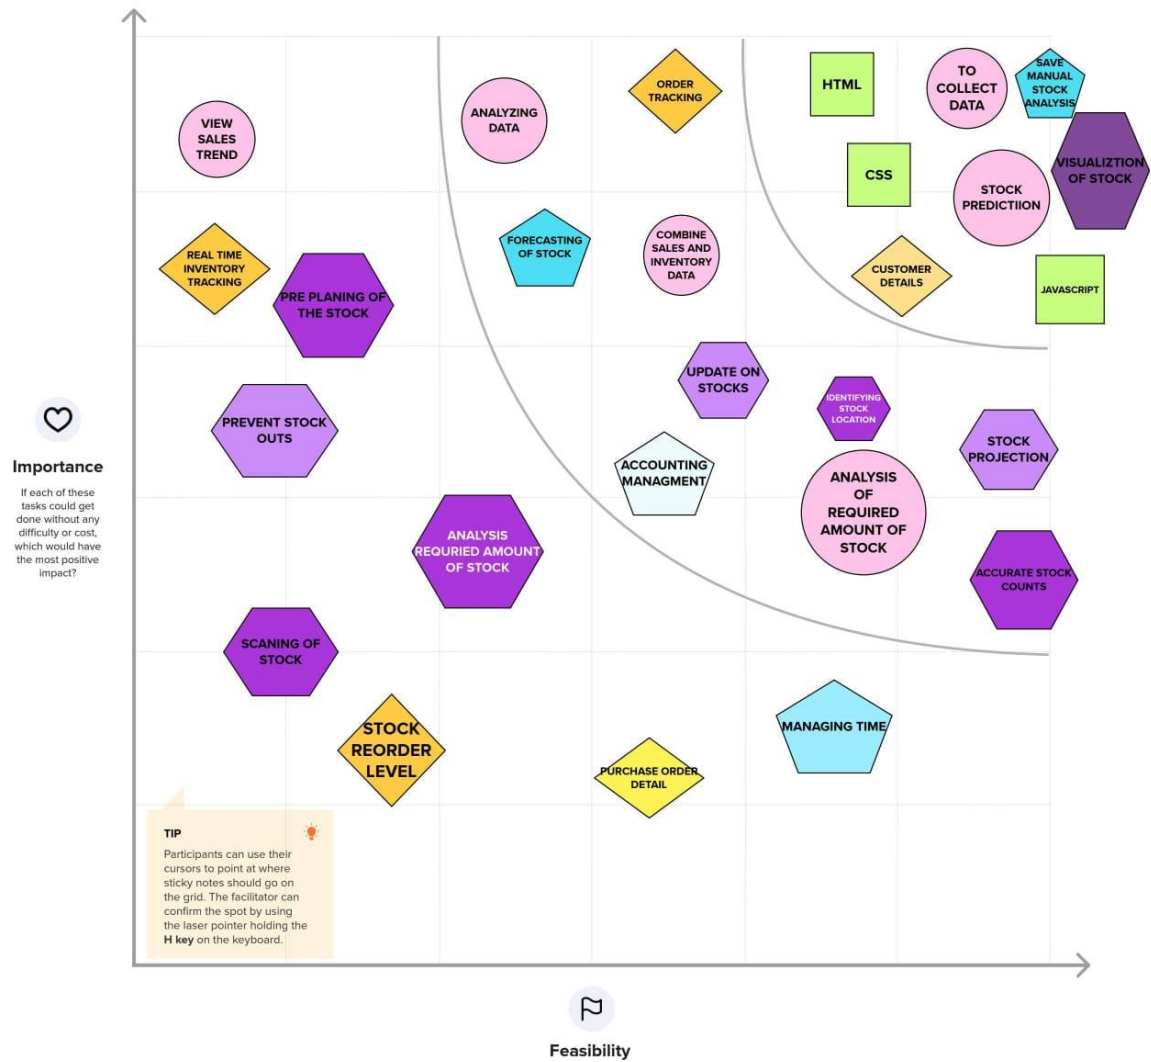 VIEW
SALES
TREND
ANALYZING
DATA
ORDER
TRACKING
HTML
TO
COLLECT
DATA
SAVE
MANUAL
STOCK
ANALYSIS
CSS
STOCK
PREDICTIION
VISUALIZTION
OF STOCK
REAL TIME
INVENTORY
TRACKING
PRE PLANING OF
THE STOCK
FORECASTING
OF STOCK
COMBINE
SALES AND
INVENTORY
DATA
CUSTOMER
DETAILS
JAVASCRIPT
PREVENT STOCK
OUTS
UPDATE ON
STOCKS
IDENTIFYING
STOCK
LOCATION
STOCK
PROJECTION
ACCOUNTING
MANAGMENT
ANALYSIS
OF
REQUIRED
AMOUNT OF
STOCK
Importance
If each of these
tasks could get
done without any
difficulty or cost,
which would have
the most positive
impact?
ANALYSIS
REQURIED AMOUNT
OF STOCK
ACCURATE STOCK
COUNTS
SCANING OF
STOCK
STOCK
REORDER
LEVEL
PURCHASE ORDER
DETAIL
MANAGING TIME
TIP
Participants can use their
cursors to point at where
sticky notes should go on
the grid. The facilitator can
confirm the spot by using
the laser pointer holding the
H key on the keyboard.
Feasibility